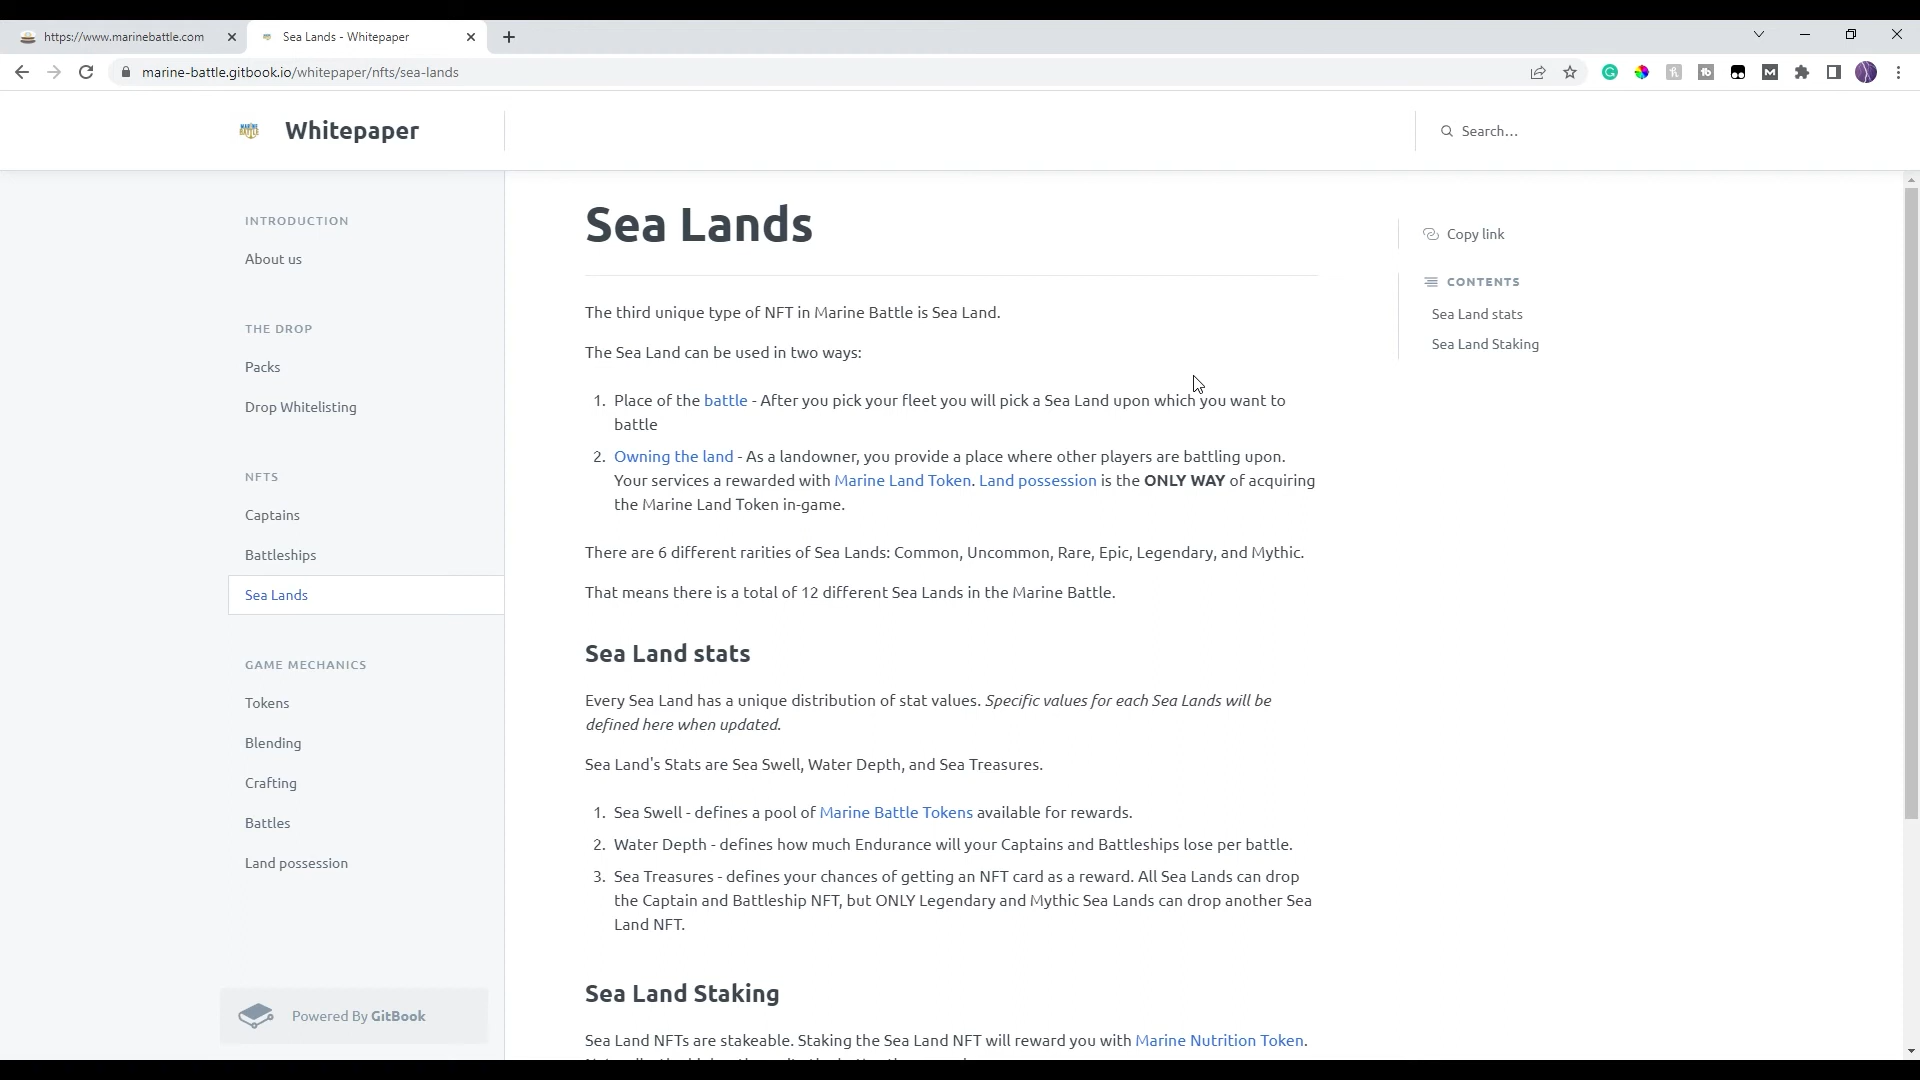 https://www.marinebattle.com
Sea Lands - Whitepaper
marine-battle.gitbook.io/whitepaper/nfts/sea-lands
MARINE BATTLE
Whitepaper
Search…
INTRODUCTION
About us
THE DROP
Packs
Drop Whitelisting
NFTS
Captains
Battleships
Sea Lands
GAME MECHANICS
Tokens
Blending
Crafting
Battles
Land possession
Powered By GitBook
Sea Lands
The third unique type of NFT in Marine Battle is Sea Land.
The Sea Land can be used in two ways:
1. Place of the battle - After you pick your fleet you will pick a Sea Land upon which you want to
battle
2. Owning the land - As a landowner, you provide a place where other players are battling upon.
Your services a rewarded with Marine Land Token. Land possession is the ONLY WAY of acquiring
the Marine Land Token in-game.
There are 6 different rarities of Sea Lands: Common, Uncommon, Rare, Epic, Legendary, and Mythic.
That means there is a total of 12 different Sea Lands in the Marine Battle.
Sea Land stats
Every Sea Land has a unique distribution of stat values. Specific values for each Sea Lands will be
defined here when updated.
Sea Land's Stats are Sea Swell, Water Depth, and Sea Treasures.
1. Sea Swell - defines a pool of Marine Battle Tokens available for rewards.
2. Water Depth - defines how much Endurance will your Captains and Battleships lose per battle.
3. Sea Treasures - defines your chances of getting an NFT card as a reward. All Sea Lands can drop
the Captain and Battleship NFT, but ONLY Legendary and Mythic Sea Lands can drop another Sea
Land NFT.
Sea Land Staking
Sea Land NFTs are stakeable. Staking the Sea Land NFT will reward you with Marine Nutrition Token.
Copy link
CONTENTS
Sea Land stats
Sea Land Staking